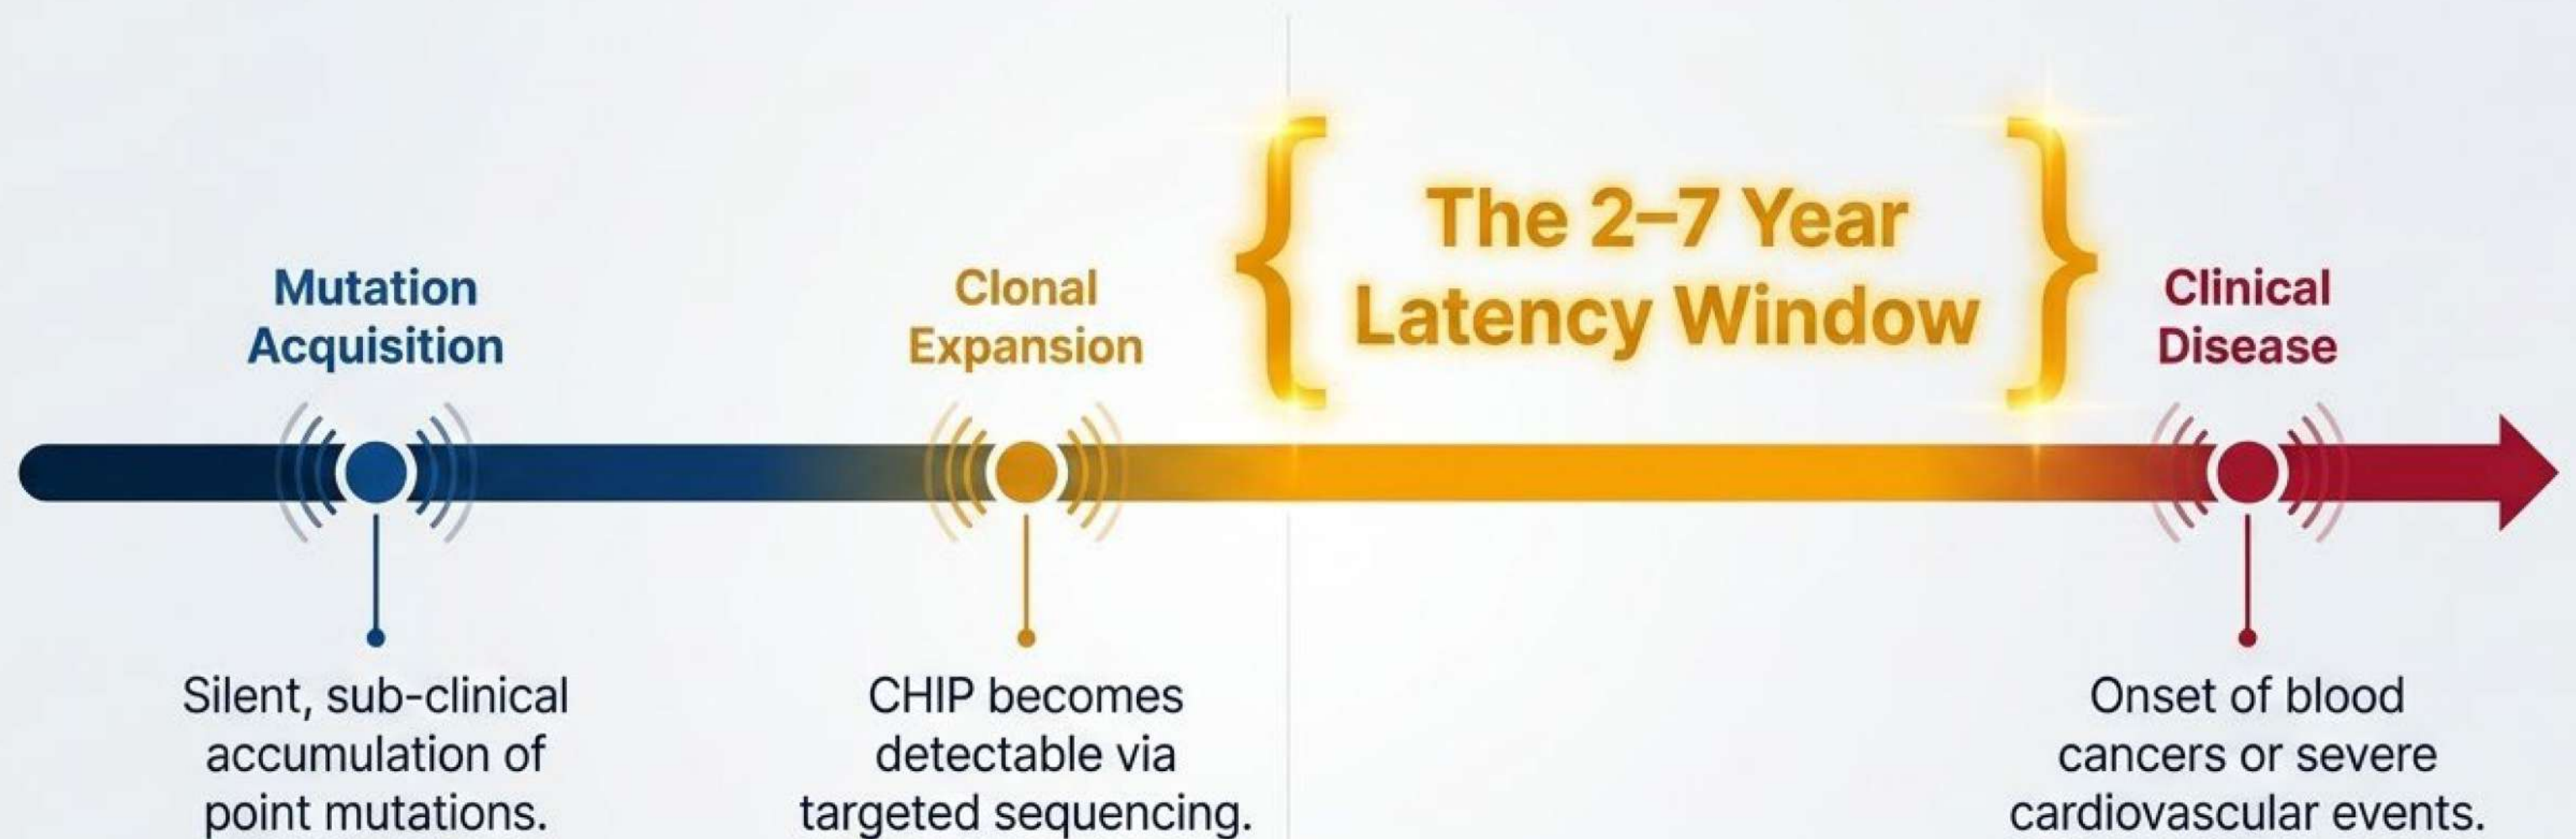 The 2–7 Year
Latency Window
Mutation
Acquisition
Clonal
Expansion
Clinical
Disease
Silent, sub-clinical
accumulation of
point mutations.
CHIP becomes
detectable via
targeted sequencing.
Onset of blood
cancers or severe
cardiovascular events.